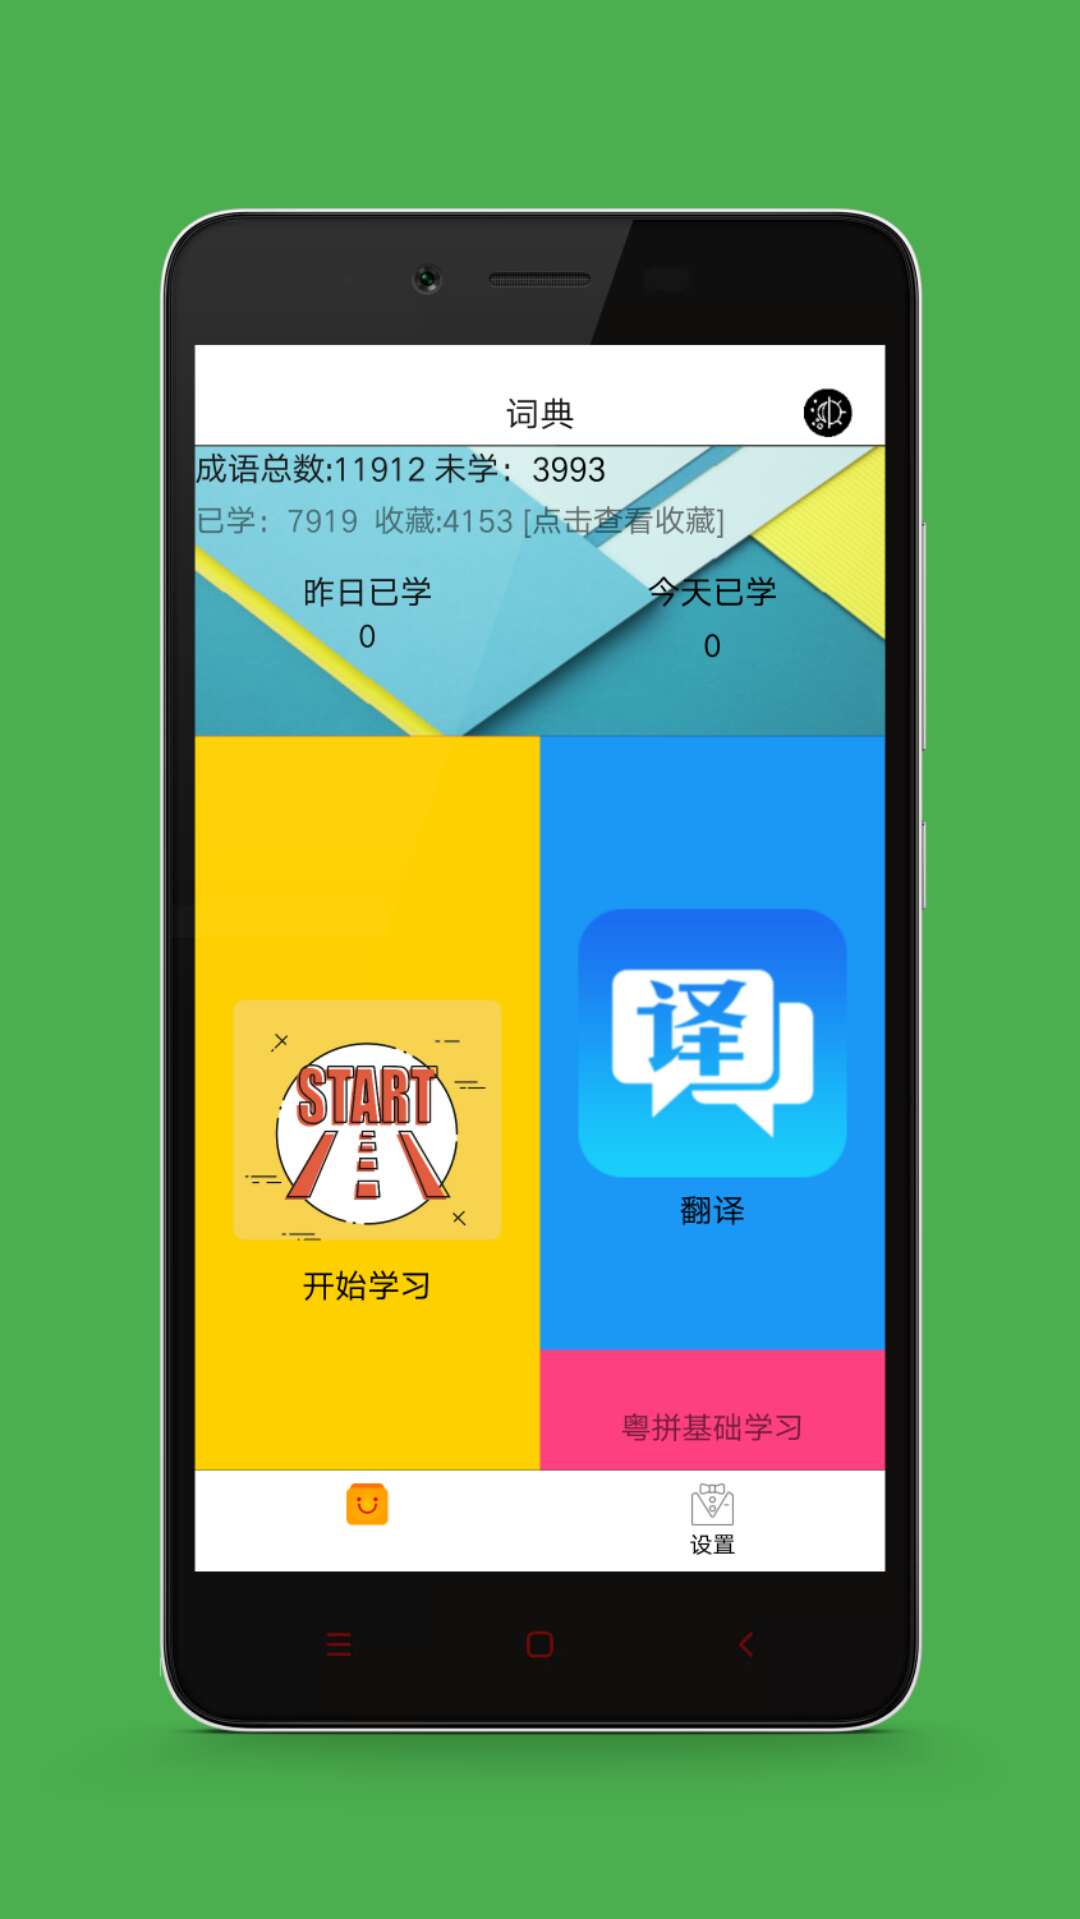 词典
成语总数:11912 未学：3993
已学：7919 收藏:4153 [点击查看收藏]
昨日已学
今天已学
0
0
译
START
翻译
开始学习
粤拼基础学习
设置